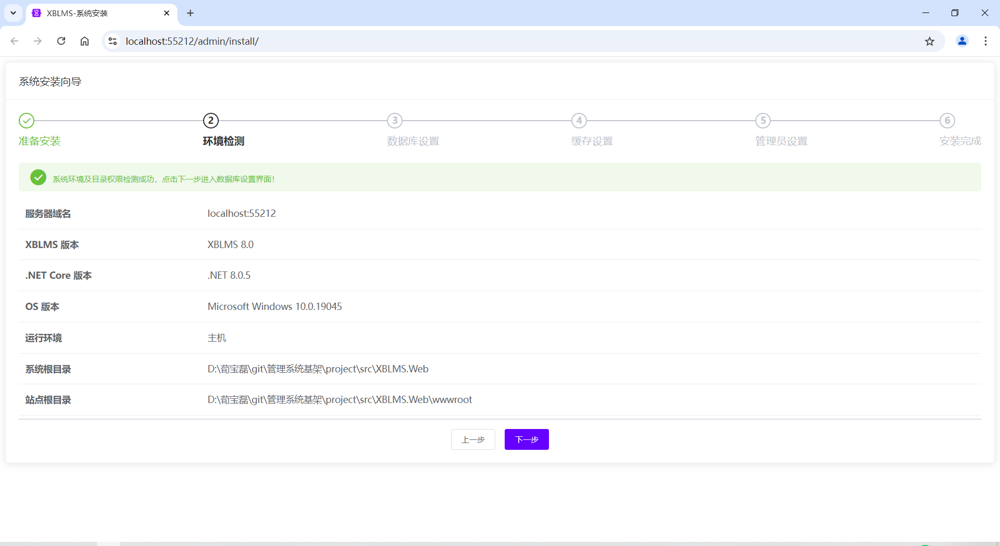 XBLMS-系统安装
localhost:55212/admin/install/
系统安装向导
2 3 4 5 6
准备安装 环境检测 数据库设置 缓存设置 管理员设置 安装完成
系统环境及目录权限检测成功，点击下一步进入数据库设置界面！
服务器域名 localhost:55212
XBLMS 版本 XBLMS 8.0
.NET Core 版本 .NET 8.0.5
OS 版本 Microsoft Windows 10.0.19045
运行环境 主机
系统根目录 D:\荀宝磊\git\管理系统基架\project\src\XBLMS.Web
站点根目录 D:\荀宝磊\git\管理系统基架\project\src\XBLMS.Web\wwwroot
上一步 下一步